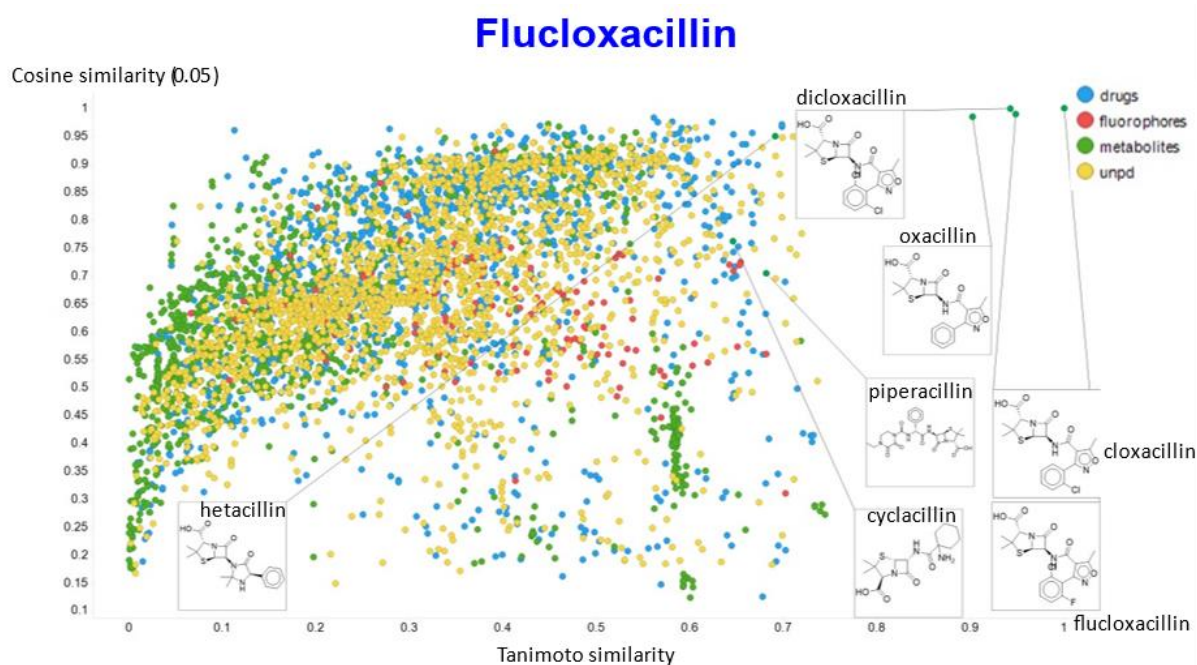 Flucloxacillin
Cosine similarity (0.05)
drugs
fluorophores
metabolites
unpd
dicloxacillin
oxacillin
piperacillin
cloxacillin
hetacillin
cyclacillin
flucloxacillin
1
0.95
0.9
0.85
0.8
0.75
0.7
0.65
0.6
0.55
0.5
0.45
0.4
0.35
0.3
0.25
0.2
0.15
0.1
0 0.1 0.2 0.3 0.4 0.5 0.6 0.7 0.8 0.9 1
Tanimoto similarity